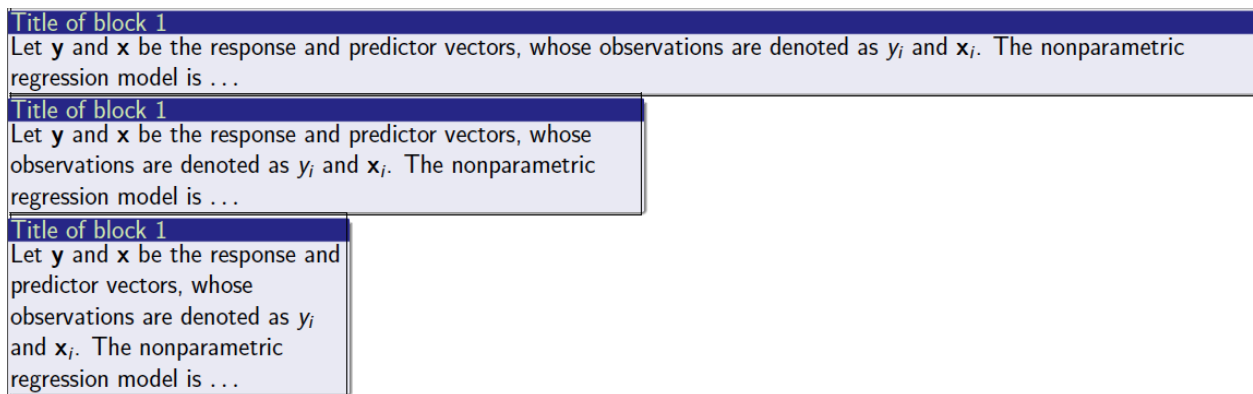 Title of block 1
Let y and x be the response and predictor vectors, whose observations are denoted as yᵢ and xᵢ. The nonparametric
regression model is . . .
Title of block 1
Let y and x be the response and predictor vectors, whose
observations are denoted as yᵢ and xᵢ. The nonparametric
regression model is . . .
Title of block 1
Let y and x be the response and
predictor vectors, whose
observations are denoted as yᵢ
and xᵢ. The nonparametric
regression model is . . .